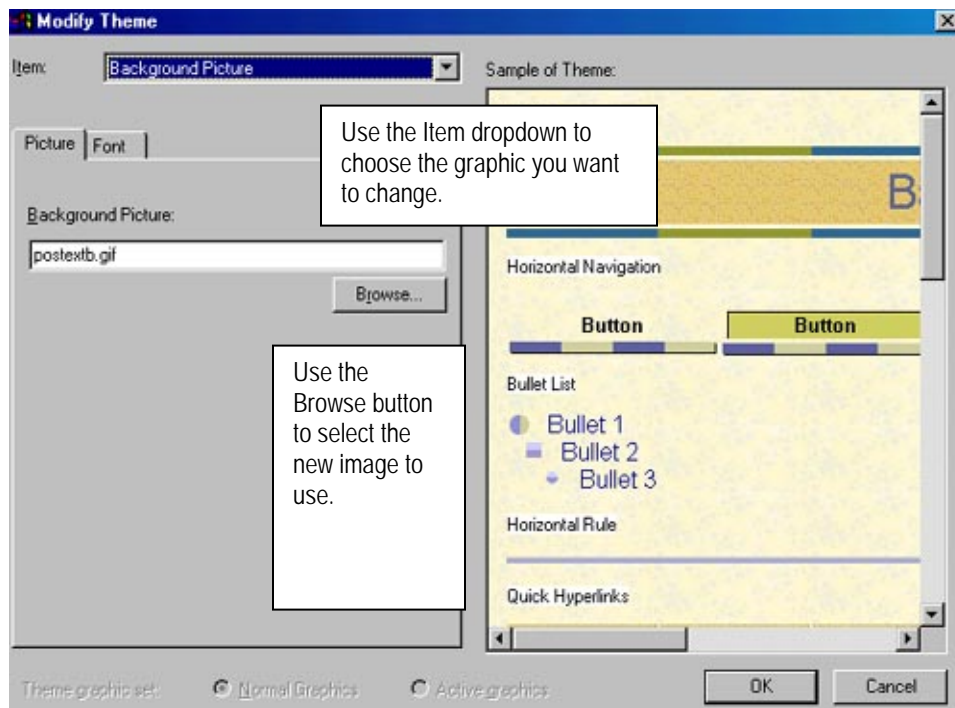 Modify Theme
Item:
Background Picture
Sample of Theme:
Use the Item dropdown to
choose the graphic you want
to change.
Picture
Font
Background Picture:
postextb.gif
Browse...
Use the
Browse button
to select the
new image to
use.
Horizontal Navigation
Button
Button
Bullet List
Bullet 1
Bullet 2
Bullet 3
Horizontal Rule
Quick Hyperlinks
Theme graphic set:
Normal Graphics
Active graphics
OK
Cancel